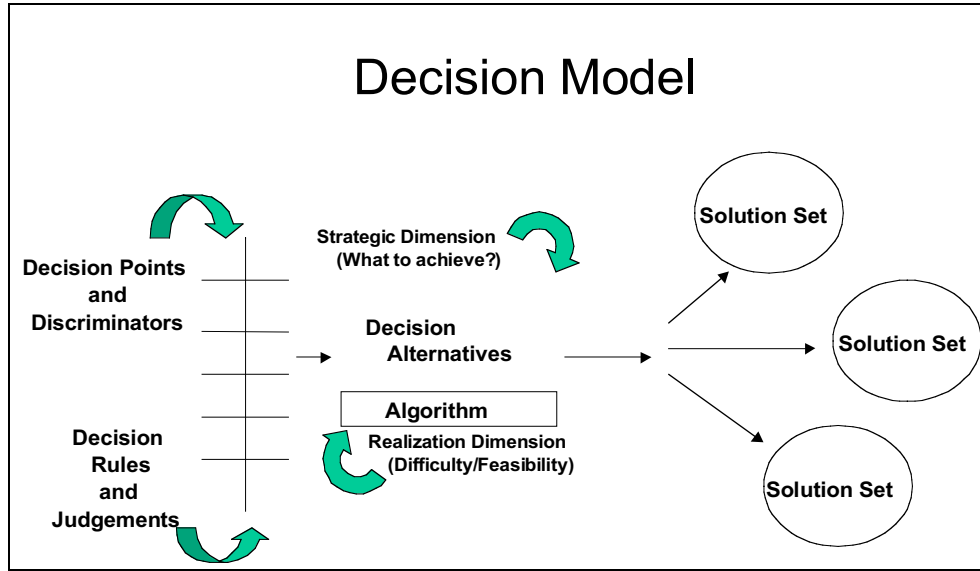 Decision Model
Decision Points
and
Discriminators
Decision
Rules
and
Judgements
Strategic Dimension
(What to achieve?)
Decision
Alternatives
Algorithm
Realization Dimension
(Difficulty/Feasibility)
Solution Set
Solution Set
Solution Set